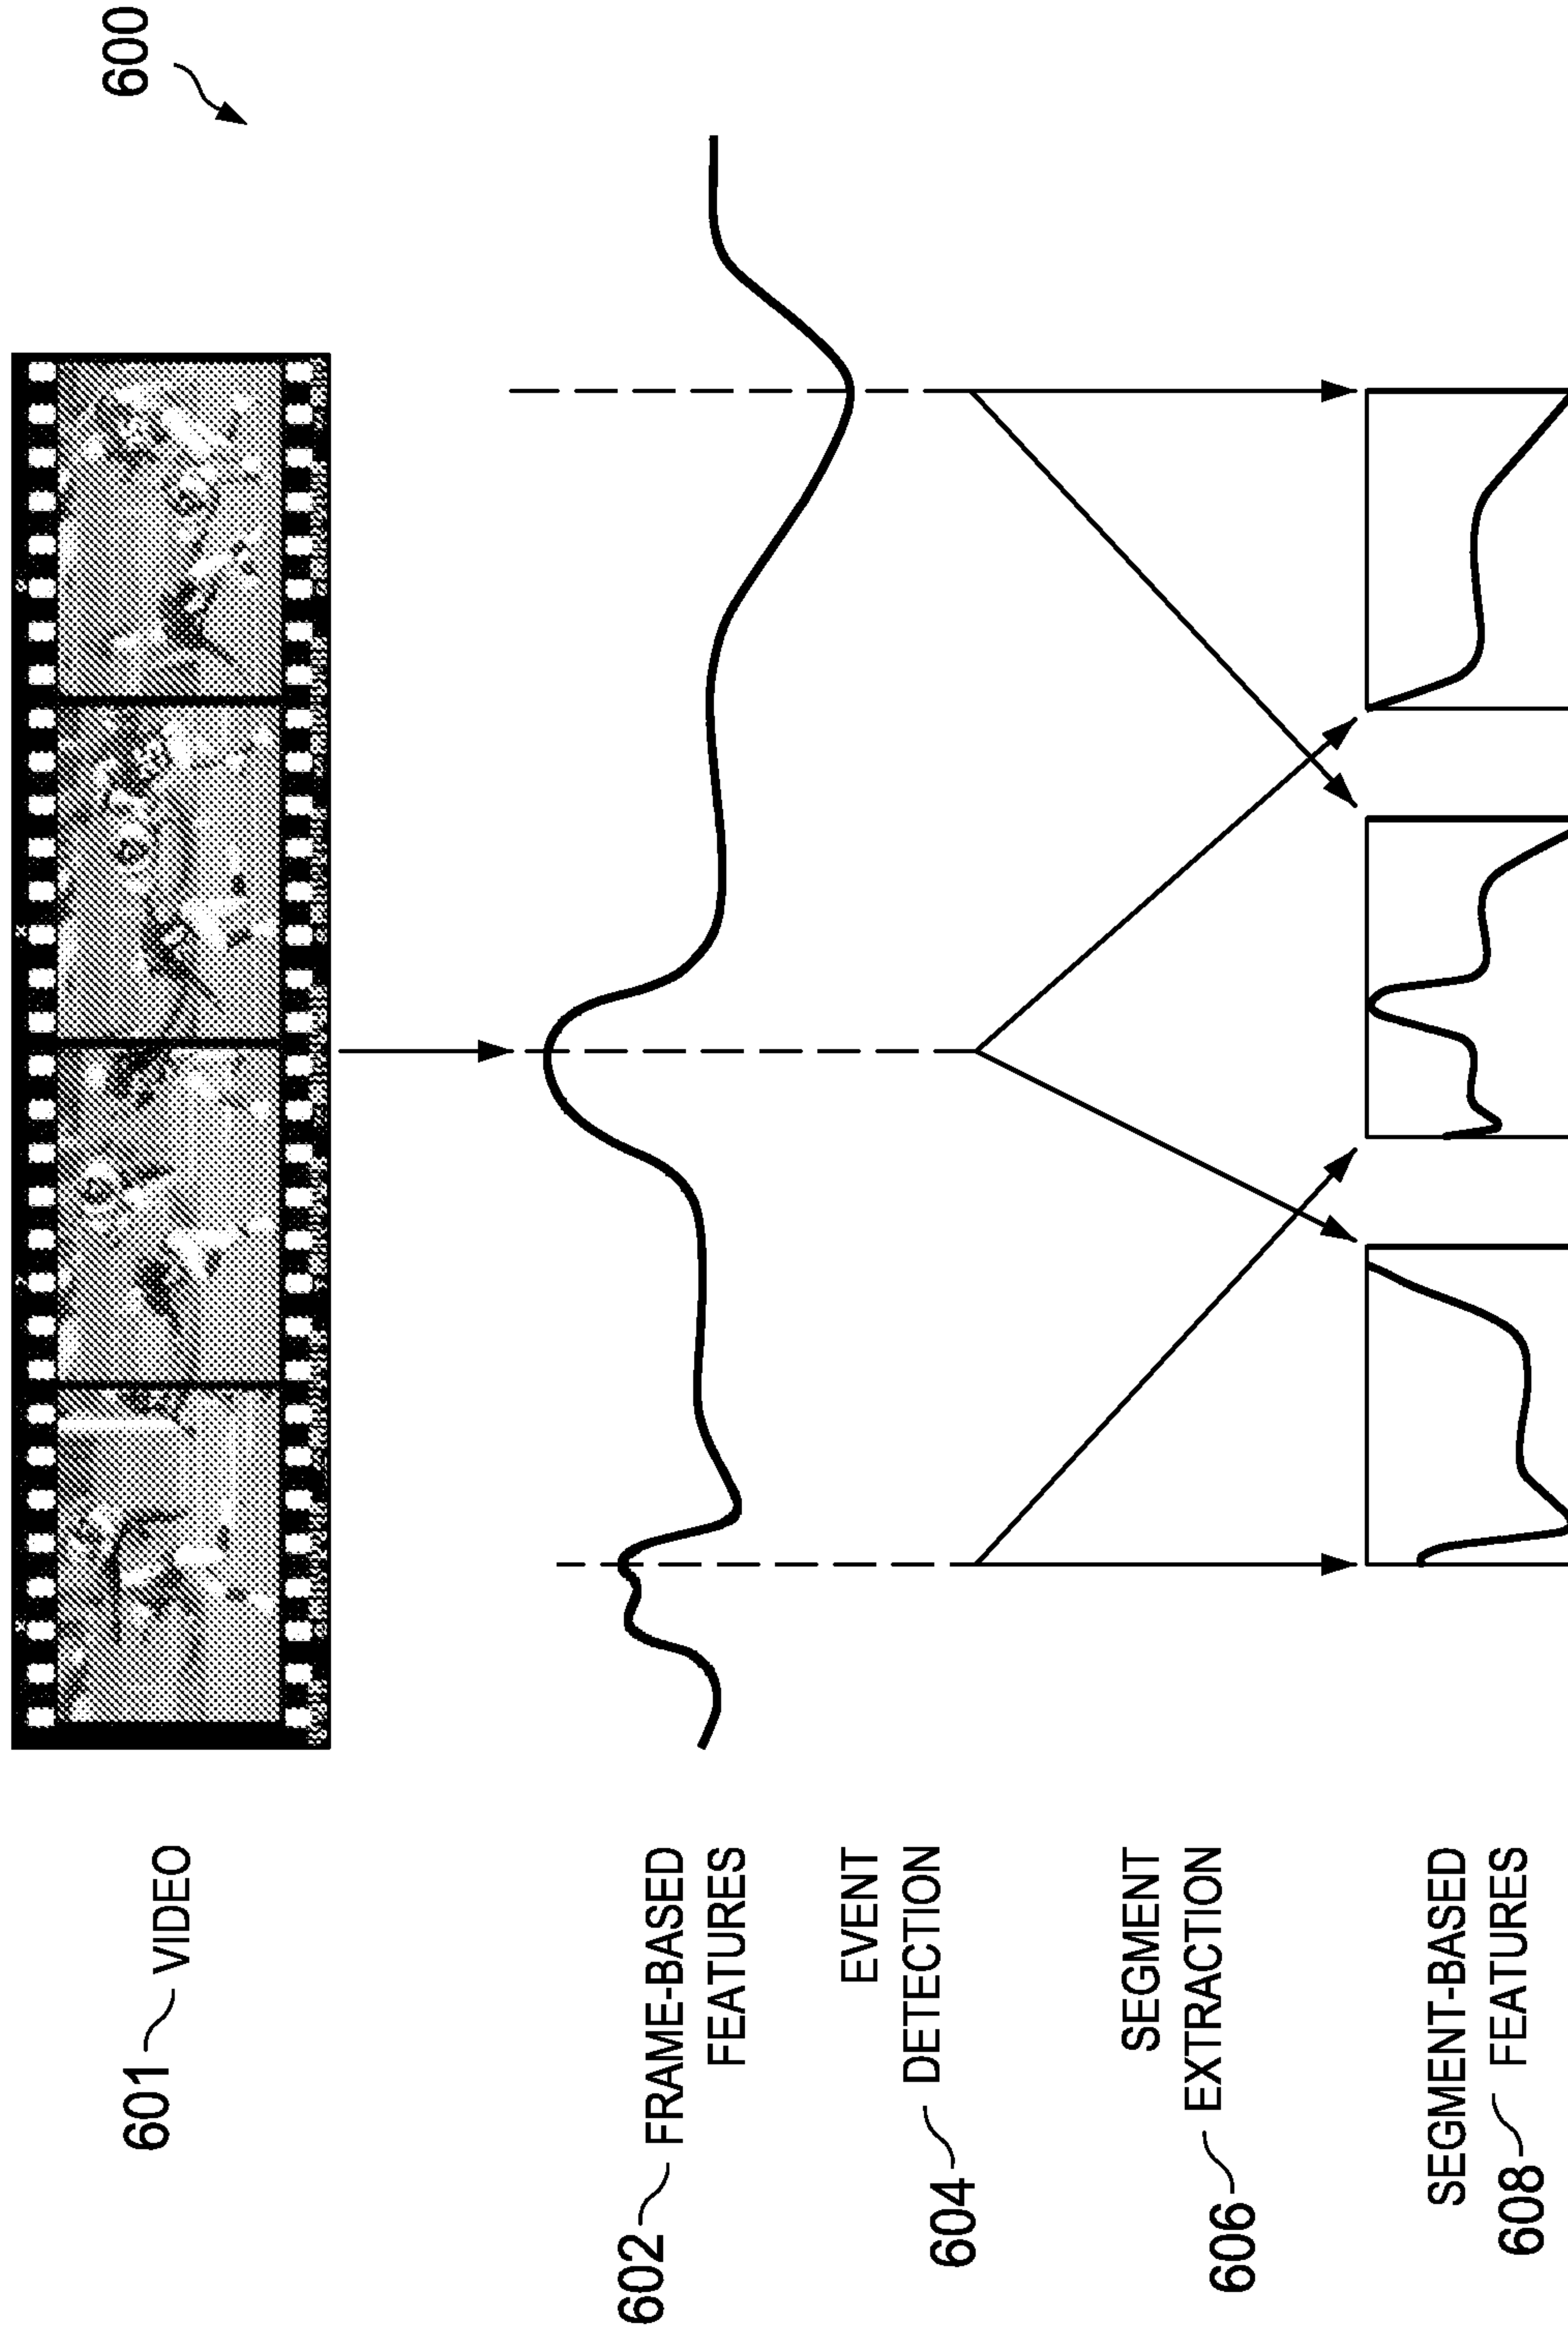 600
601 VIDEO
602 FRAME-BASED
FEATURES
EVENT
604 DETECTION
SEGMENT
606 EXTRACTION
SEGMENT-BASED
608 FEATURES